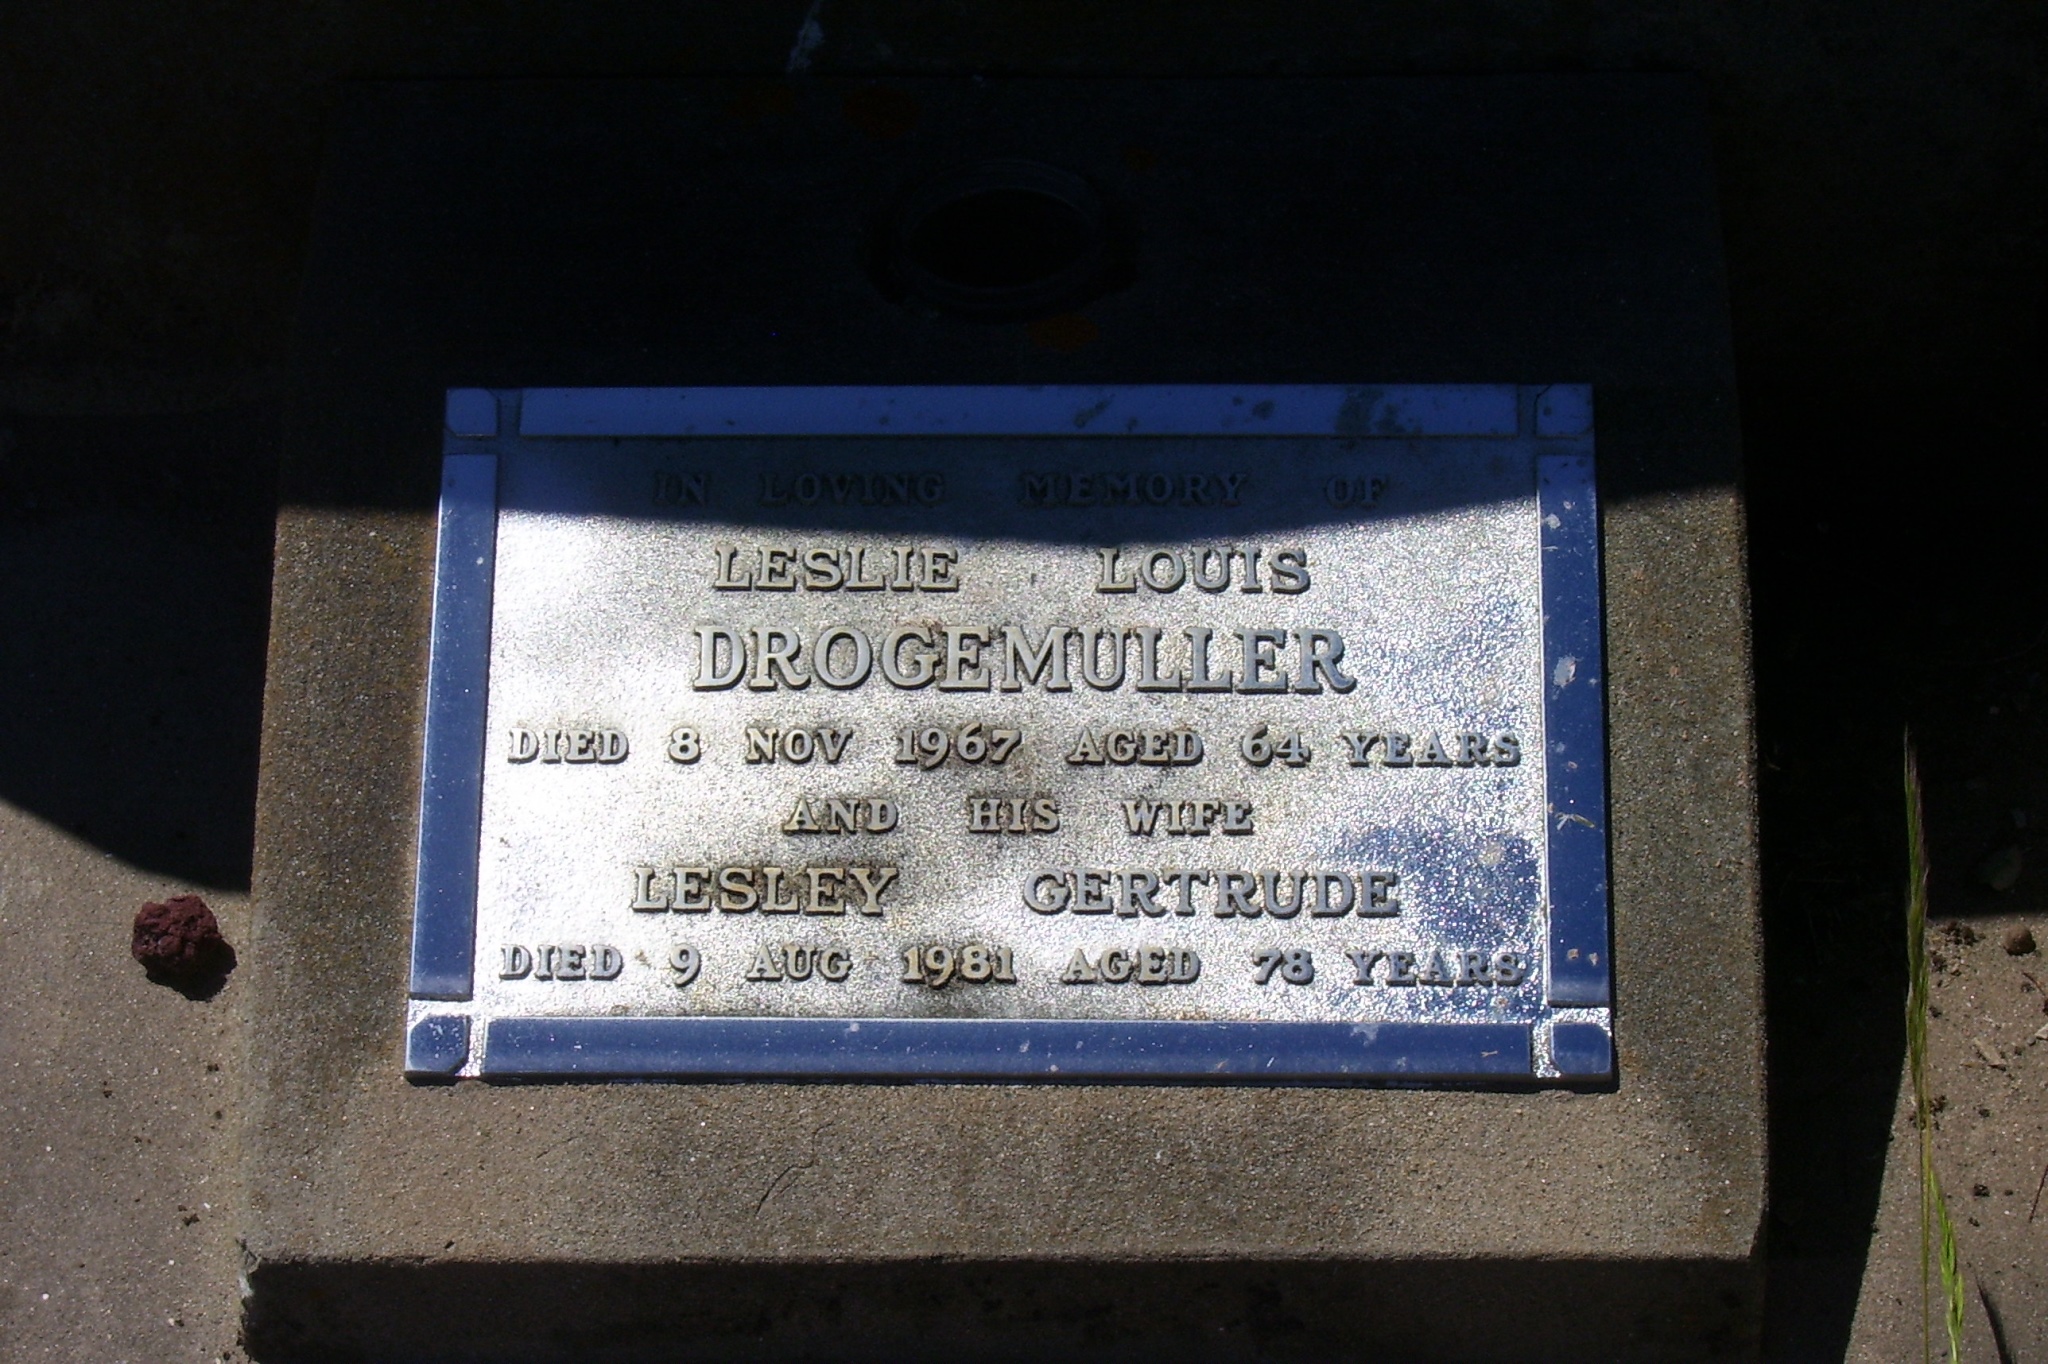 IN LOVING MEMORY OF
LESLIE LOUIS
DROGEMULLER
DIED 8 NOV 1967 AGED 64 YEARS
AND HIS WIFE
LESLEY GERTRUDE
DIED 9 AUG 1981 AGED 78 YEARS